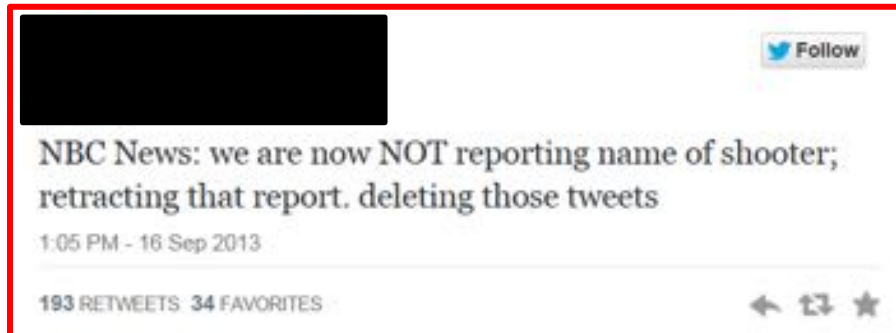 Follow
NBC News: we are now NOT reporting name of shooter;
retracting that report. deleting those tweets
1:05 PM - 16 Sep 2013
193 RETWEETS 34 FAVORITES